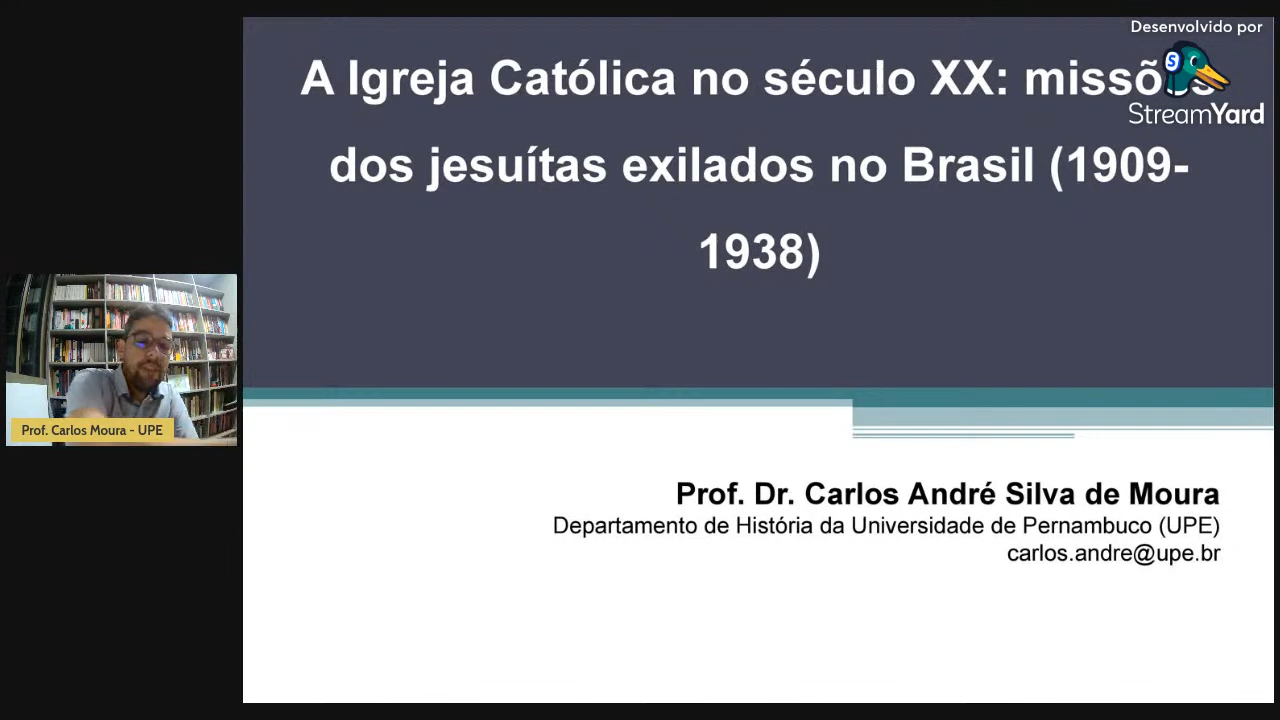 Desenvolvido por
StreamYard
A Igreja Católica no século XX: missões
dos jesuítas exilados no Brasil (1909-
1938)
Prof. Carlos Moura - UPE
Prof. Dr. Carlos André Silva de Moura
Departamento de História da Universidade de Pernambuco (UPE)
carlos.andre@upe.br